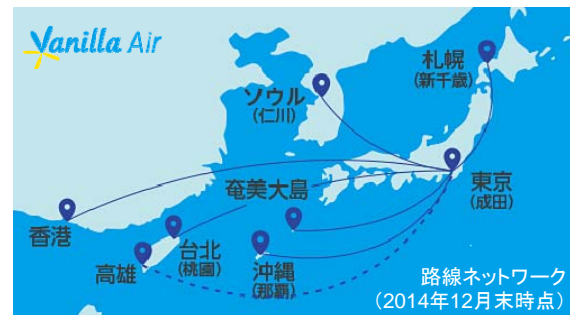 Vanilla Air
札幌
(新千歳)
ソウル
(仁川)
奄美大島
東京
(成田)
香港
台北
(桃園)
高雄
沖縄
(那覇)
路線ネットワーク
(2014年12月末時点)